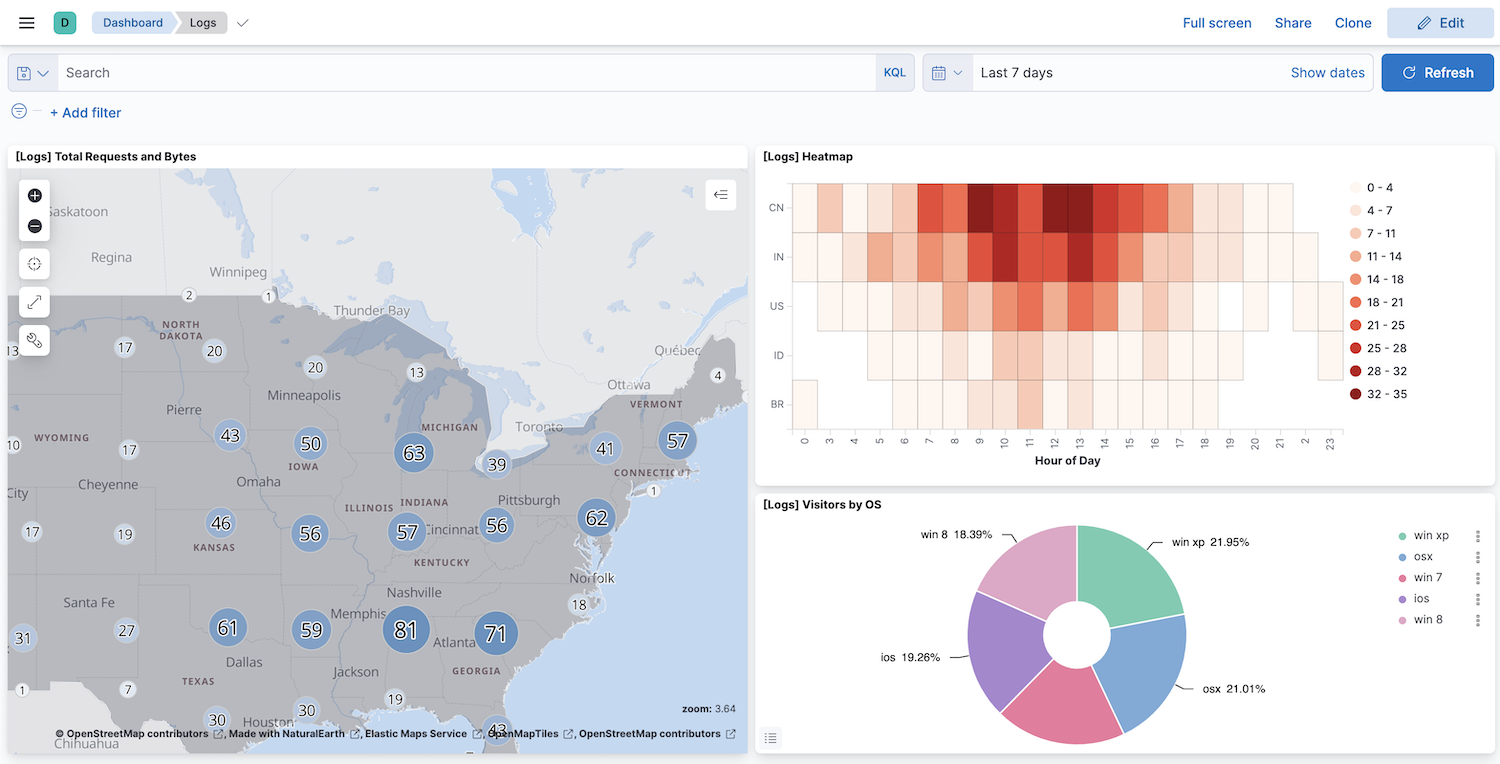 D Dashboard Logs
Full screen Share Clone Edit
Search KQL
Last 7 days Show dates Refresh
+ Add filter
[Logs] Total Requests and Bytes
Saskatoon
Regina
Winnipeg
2 1
Thunder Bay
NORTH
DAKOTA
13 17 20
Québec
20 13 4
Ottawa
Minneapolis
VERMONT
Pierre
MICHIGAN Toronto
WYOMING 43 50 63 41 57
10 17
IOWA 39
CONNECTICUT
Cheyenne Omaha
City 1
ILLINOIS INDIANA Pittsburgh
17 19 46 56 57 Cincinnat 56 62
KANSAS
KENTUCKY
Norfolk
Nashville
Santa Fe 18
Memphis
31 27 61 59 81 71
Atlanta
Dallas
Jackson GEORGIA
TEXAS
1 7 19
30 Houston 30 43
zoom: 3.64
© OpenStreetMap contributors , Made with NaturalEarth , Elastic Maps Service , OpenMapTiles , OpenStreetMap contributors
Chihuahua
[Logs] Heatmap
CN
IN
US
ID
BR
0 3 4 5 6 7 8 9 10 11 12 13 14 15 16 17 18 19 20 21 2 23
Hour of Day
0 - 4
4 - 7
7 - 11
11 - 14
14 - 18
18 - 21
21 - 25
25 - 28
28 - 32
32 - 35
[Logs] Visitors by OS
win 8 18.39%
win xp 21.95%
ios 19.26%
osx 21.01%
win xp
osx
win 7
ios
win 8